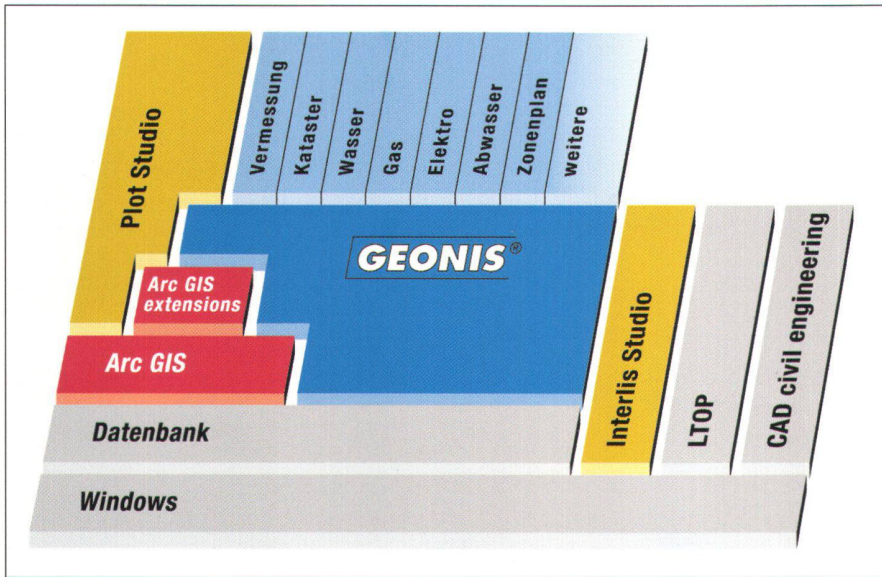 Plot Studio
Vermessung
Kataster
Wasser
Gas
Elektro
Abwasser
Zonenplan
weitere
GEONIS®
Arc GIS
extensions
Arc GIS
Interlis Studio
LTOP
CAD civil engineering
Datenbank
Windows